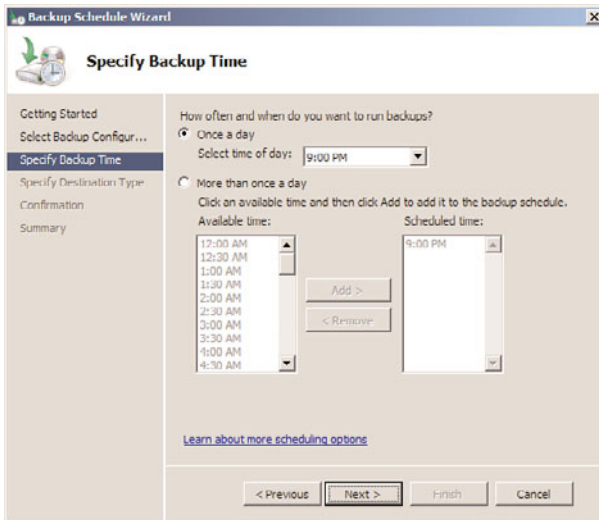 Backup Schedule Wizard
Specify Backup Time
Getting Started
Select Backup Configur...
Specify Backup Time
Specify Destination Type
Confirmation
Summary
How often and when do you want to run backups?
Once a day
Select time of day: 9:00 PM
More than once a day
Click an available time and then click Add to add it to the backup schedule.
Available time:
12:00 AM
12:30 AM
1:00 AM
1:30 AM
2:00 AM
2:30 AM
3:00 AM
3:30 AM
4:00 AM
4:30 AM
Add >
< Remove
Scheduled time:
9:00 PM
Learn about more scheduling options
< Previous
Next >
Finish
Cancel